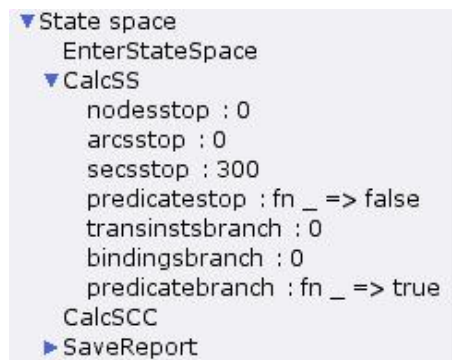 State space
EnterStateSpace
CalcSS
nodesstop : 0
arcsstop : 0
secsstop : 300
predicatestop : fn _ => false
transinstsbranch : 0
bindingsbranch : 0
predicatebranch : fn _ => true
CalcSCC
SaveReport